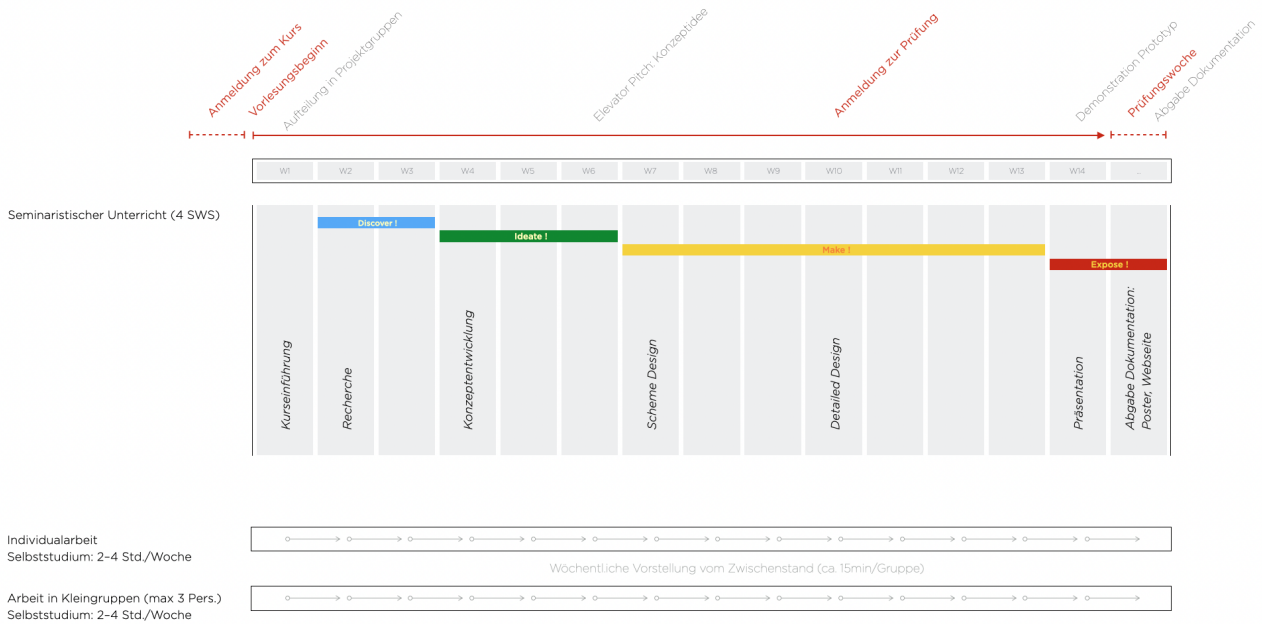 Anmeldung zum Kurs
Vorlesungsbeginn
Aufteilung in Projektgruppen
Elevator Pitch: Konzeptidee
Anmeldung zur Prüfung
Demonstration Prototyp
Prüfungswoche
Abgabe Dokumentation
W1 W2 W3 W4 W5 W6 W7 W8 W9 W10 W11 W12 W13 W14 ..
Seminaristischer Unterricht (4 SWS)
Discover !
Ideate !
Make !
Expose !
Kurseinführung
Recherche
Konzeptentwicklung
Scheme Design
Detailed Design
Präsentation
Abgabe Dokumentation:
Poster, Webseite
Individualarbeit
Selbststudium: 2–4 Std./Woche
Wöchentliche Vorstellung vom Zwischenstand (ca. 15min/Gruppe)
Arbeit in Kleingruppen (max 3 Pers.)
Selbststudium: 2–4 Std./Woche